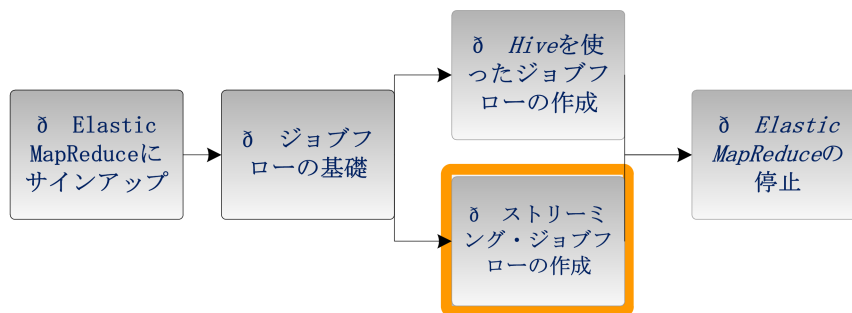 ð Elastic
MapReduceに
サインアップ
ð ジョブフ
ローの基礎
ð Hiveを使
ったジョブフ
ローの作成
ð ストリーミ
ング・ジョブフ
ローの作成
ð Elastic
MapReduceの
停止